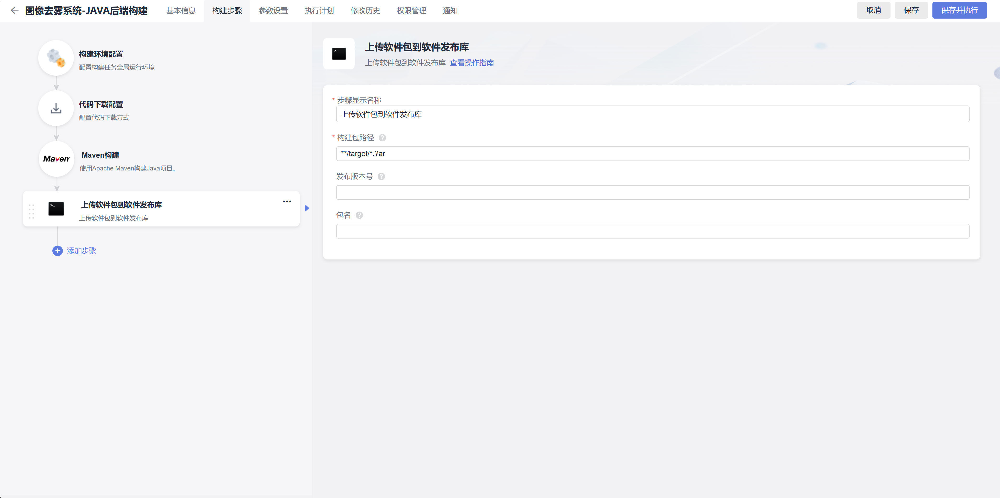 图像去雾系统-JAVA后端构建
基本信息
构建步骤
参数设置
执行计划
修改历史
权限管理
通知
取消
保存
保存并执行
构建环境配置
配置构建任务全局运行环境
代码下载配置
配置代码下载方式
Maven
Maven构建
使用Apache Maven构建Java项目。
>_
上传软件包到软件发布库
上传软件包到软件发布库
添加步骤
>_
上传软件包到软件发布库
上传软件包到软件发布库 查看操作指南
* 步骤显示名称
上传软件包到软件发布库
* 构建包路径 ?
**/target/*.?ar
发布版本号 ?
包名 ?